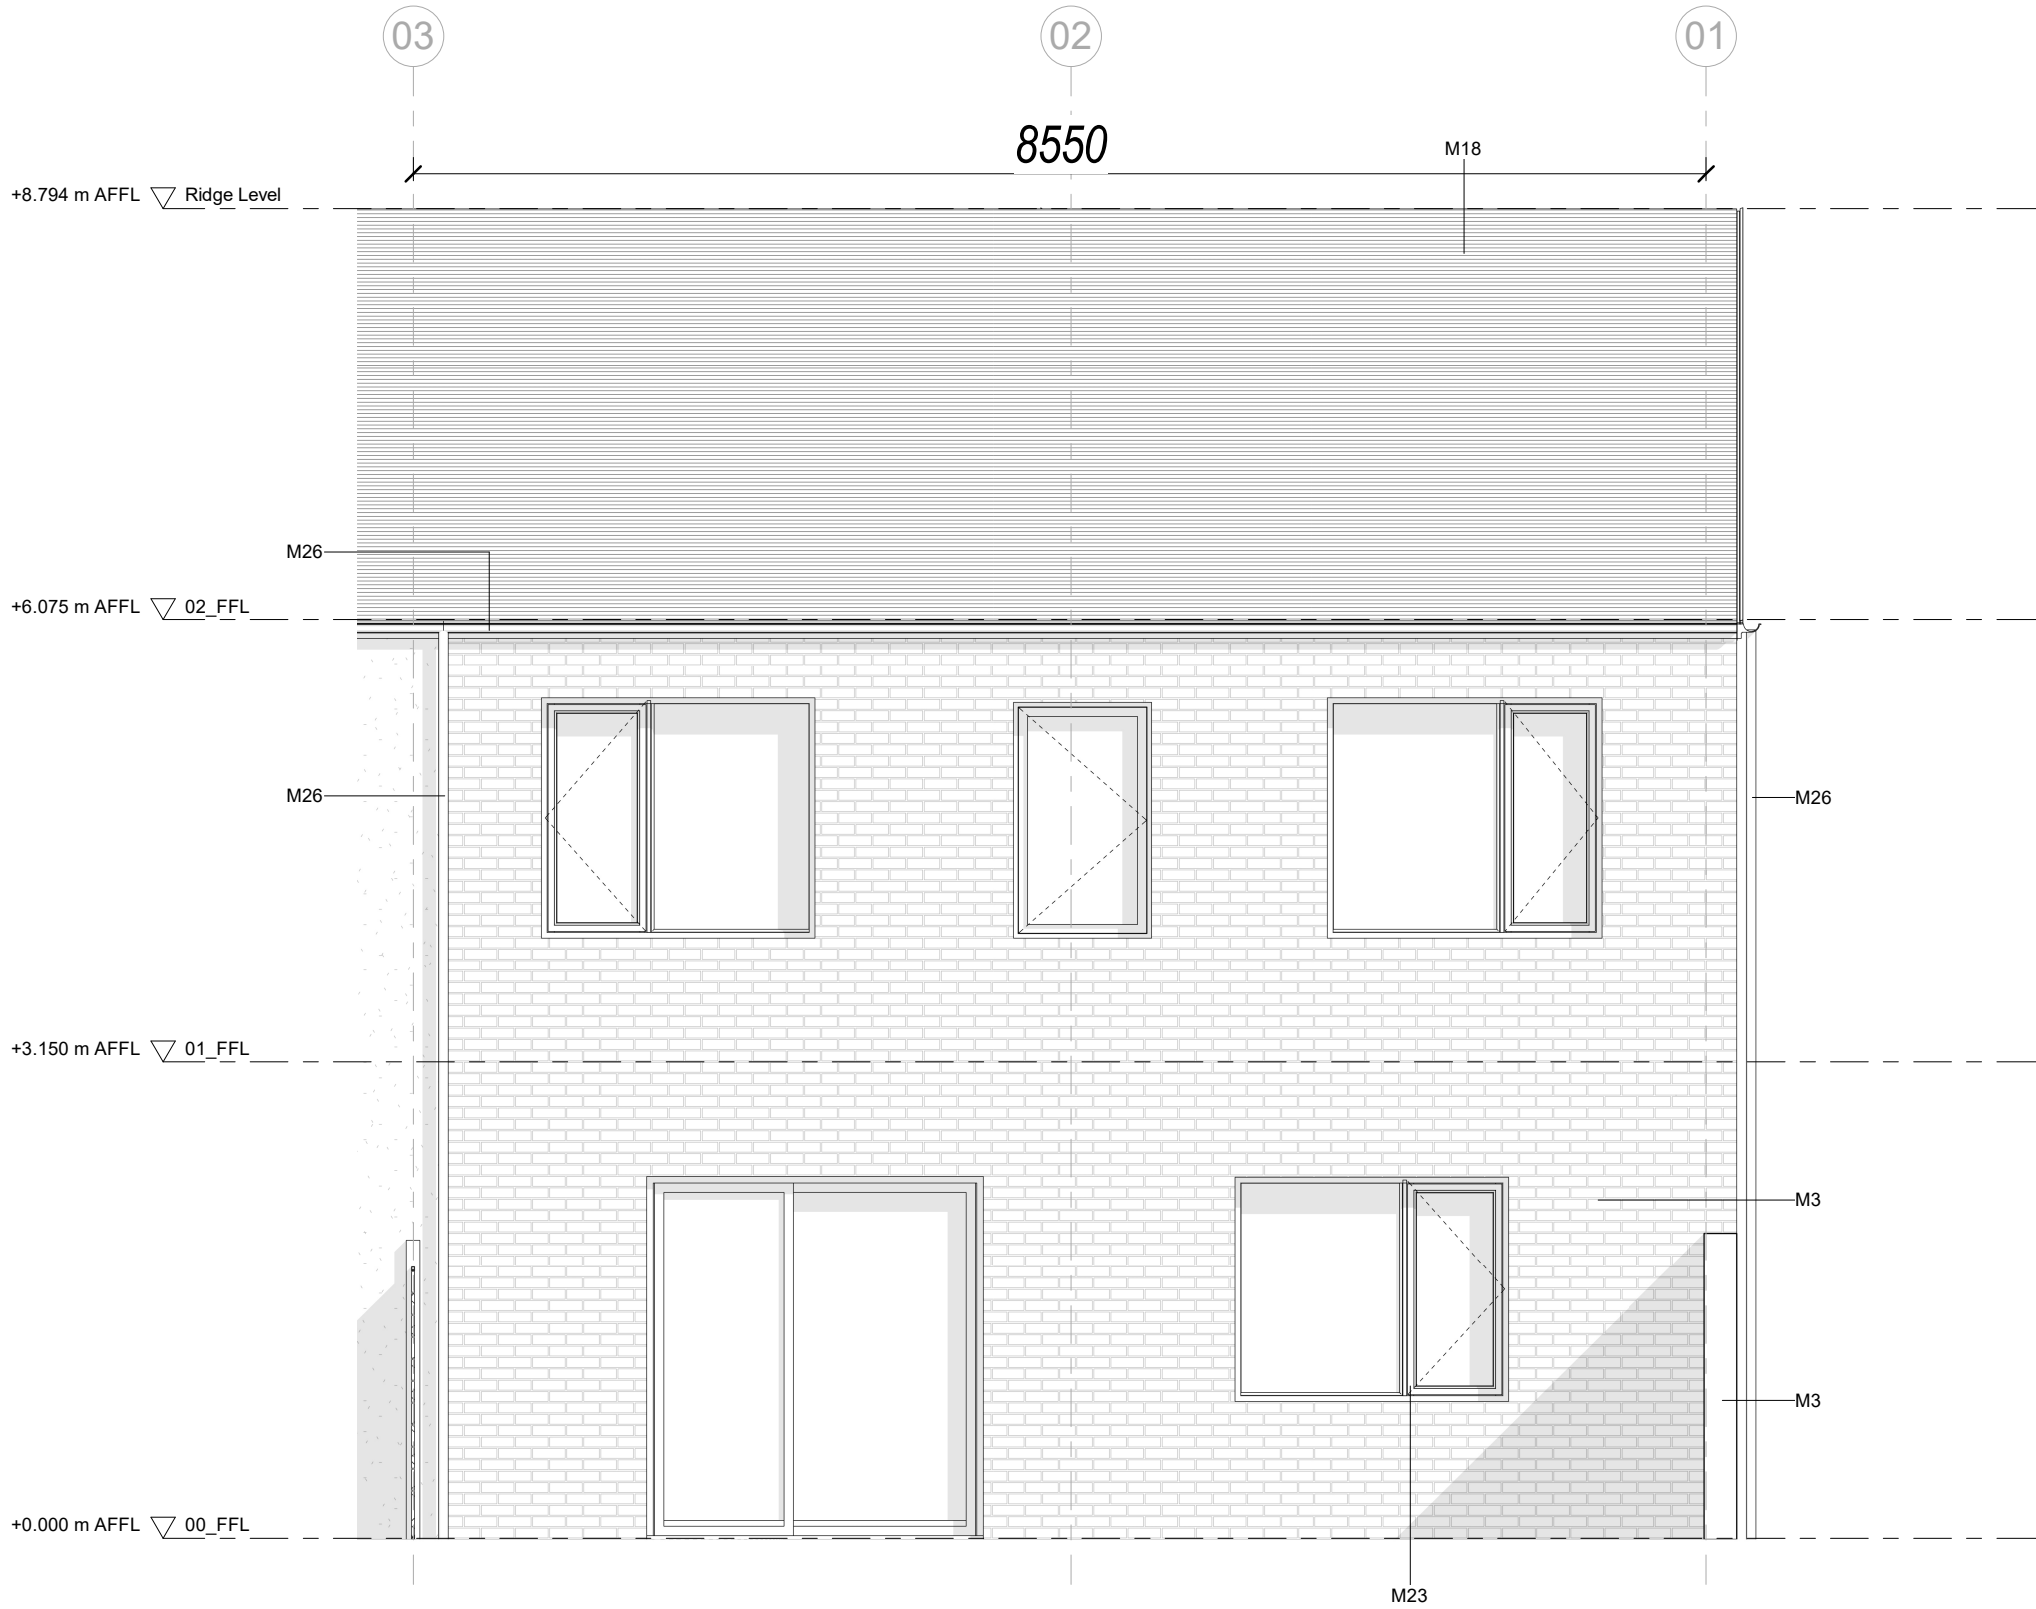 03
02
01
8550
M18
+8.794 m AFFL Ridge Level
M26
+6.075 m AFFL 02_FFL
M26
M26
+3.150 m AFFL 01_FFL
M3
M3
+0.000 m AFFL 00_FFL
M23